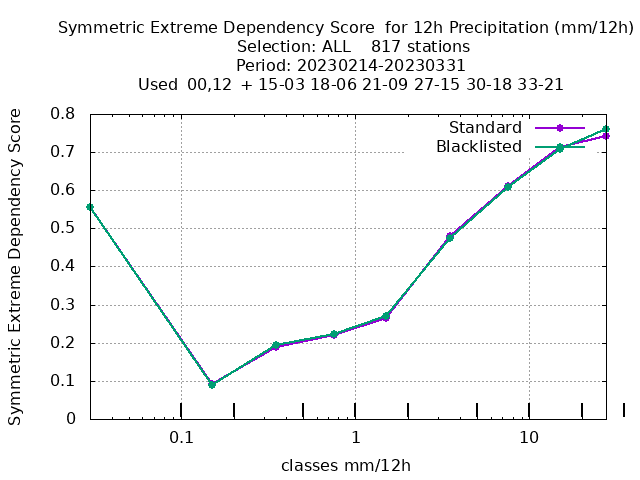 Symmetric Extreme Dependency Score  for 12h Precipitation (mm/12h)
Selection: ALL    817 stations
Period: 20230214-20230331
Used  00,12  + 15-03 18-06 21-09 27-15 30-18 33-21
Symmetric Extreme Dependency Score
0.8
0.7
0.6
0.5
0.4
0.3
0.2
0.1
0
Standard
Blacklisted
0.1 1 10
classes mm/12h